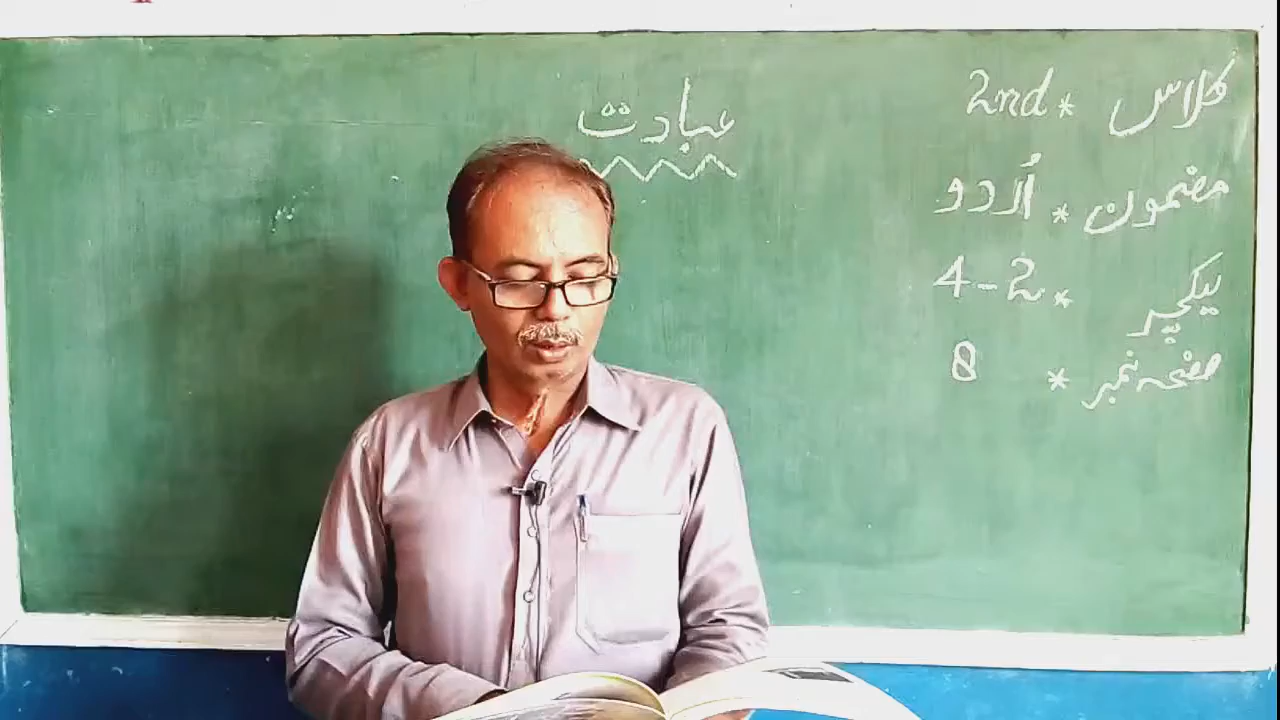 عبادت
کلاس * 2nd
مضمون * اُردو
لیکچر * 2-4
صفحہ نمبر * 8